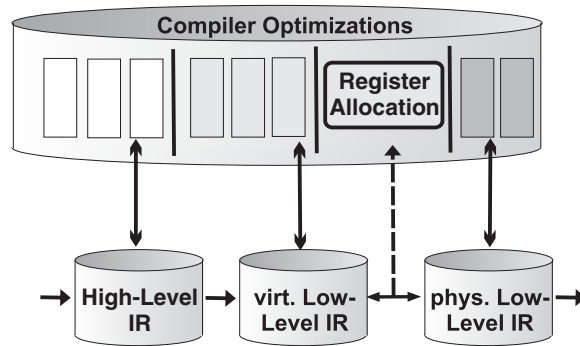 Compiler Optimizations
Register
Allocation
High-Level
IR
virt. Low-
Level IR
phys. Low-
Level IR